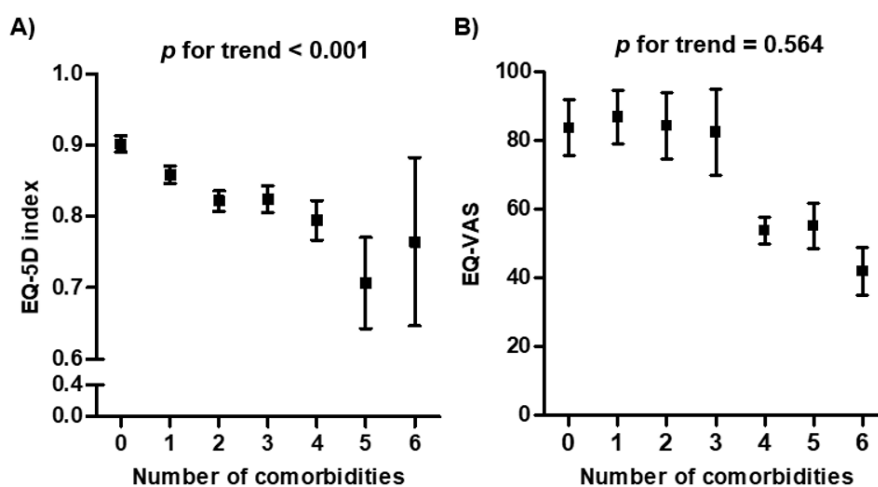 A)
p for trend < 0.001
EQ-5D index
1.0
0.9
0.8
0.7
0.6
0.4
0.0
0 1 2 3 4 5 6
Number of comorbidities
B)
p for trend = 0.564
EQ-VAS
100
80
60
40
20
0
0 1 2 3 4 5 6
Number of comorbidities